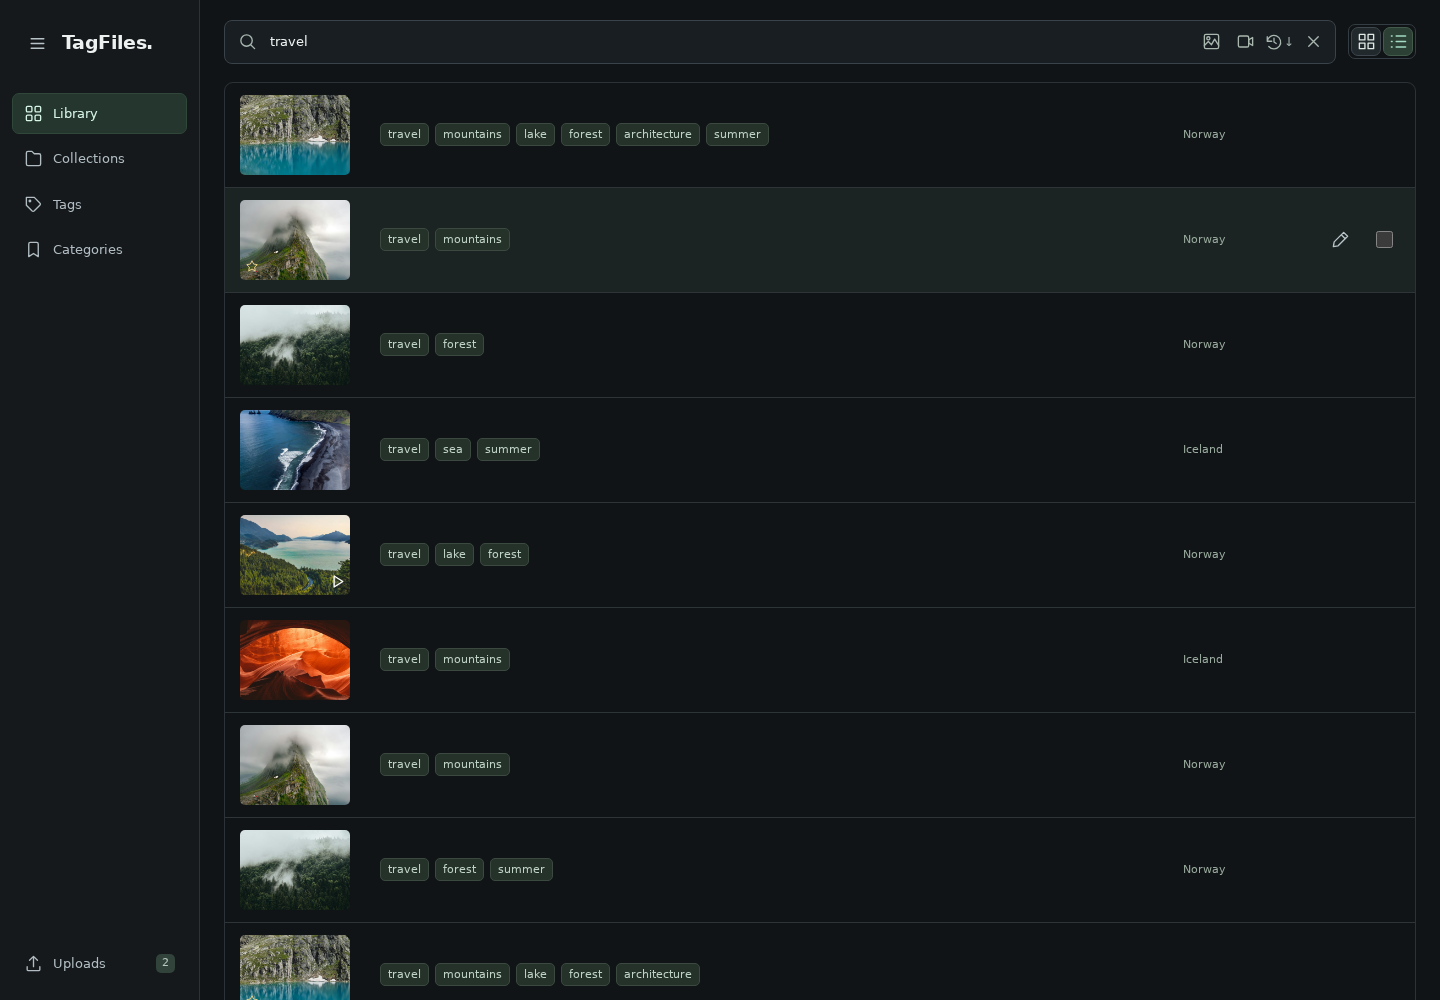 TagFiles.
travel
Library
Collections
Tags
Categories
travel mountains lake forest architecture summer Norway
travel mountains Norway
travel forest Norway
travel sea summer Iceland
travel lake forest Norway
travel mountains Iceland
travel mountains Norway
travel forest summer Norway
travel mountains lake forest architecture Norway
Uploads 2